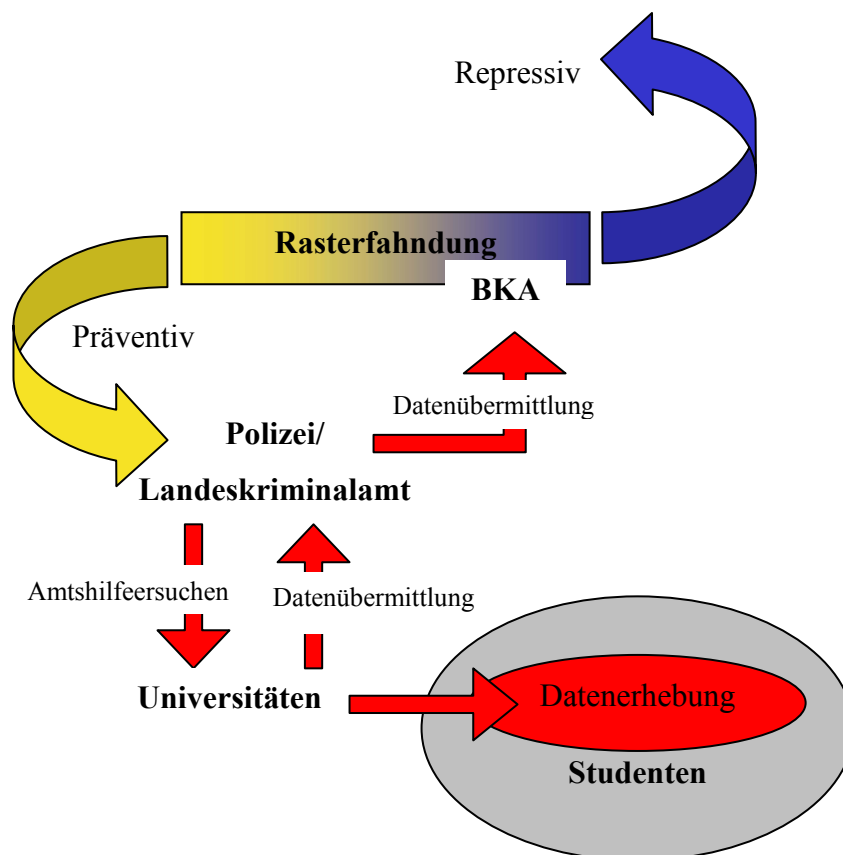 Repressiv
Rasterfahndung
BKA
Präventiv
Datenübermittlung
Polizei/
Landeskriminalamt
Amtshilfeersuchen
Datenübermittlung
Universitäten
Datenerhebung
Studenten